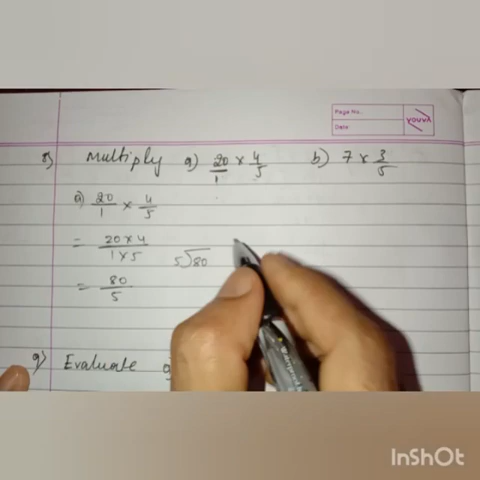 Page No.
Date
youva
8) Multiply a) 20/1 × 4/5 b) 7 × 3/5
a) 20/1 × 4/5
= 20×4/1×5
5)80
= 80/5
9) Evaluate
InShOt